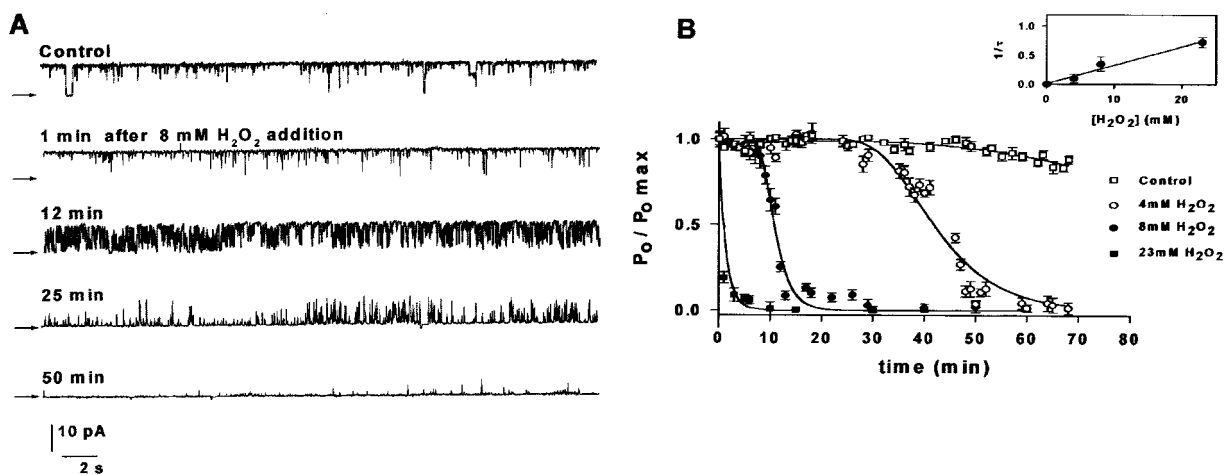 A
Control
1 min after 8 mM H₂O₂ addition
12 min
25 min
50 min
10 pA
2 s
B
1/τ
1.0
0.5
0.0
0
10
20
[H₂O₂] (mM)
P₀ / P₀ max
1.0
0.5
0.0
0
10
20
30
40
50
60
70
80
time (min)
Control
4mM H₂O₂
8mM H₂O₂
23mM H₂O₂